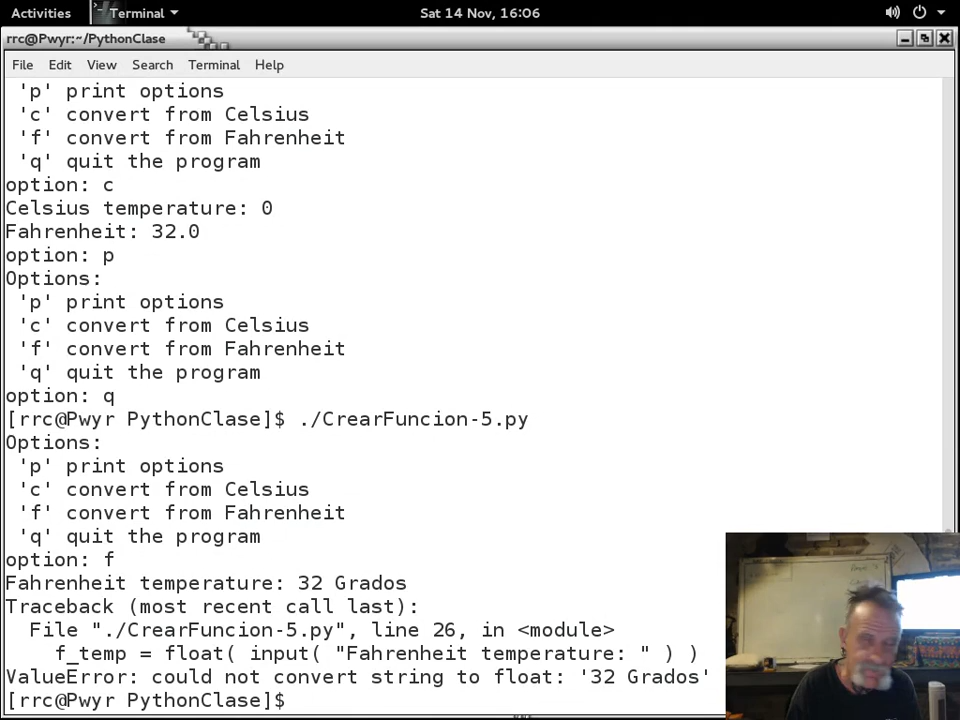 Activities Terminal Sat 14 Nov, 16:06
rrc@Pwyr:~/PythonClase
File Edit View Search Terminal Help
'p' print options
'c' convert from Celsius
'f' convert from Fahrenheit
'q' quit the program
option: c
Celsius temperature: 0
Fahrenheit: 32.0
option: p
Options:
'p' print options
'c' convert from Celsius
'f' convert from Fahrenheit
'q' quit the program
option: q
[rrc@Pwyr PythonClase]$ ./CrearFuncion-5.py
Options:
'p' print options
'c' convert from Celsius
'f' convert from Fahrenheit
'q' quit the program
option: f
Fahrenheit temperature: 32 Grados
Traceback (most recent call last):
File "./CrearFuncion-5.py", line 26, in <module>
f_temp = float( input( "Fahrenheit temperature: " ) )
ValueError: could not convert string to float: '32 Grados'
[rrc@Pwyr PythonClase]$